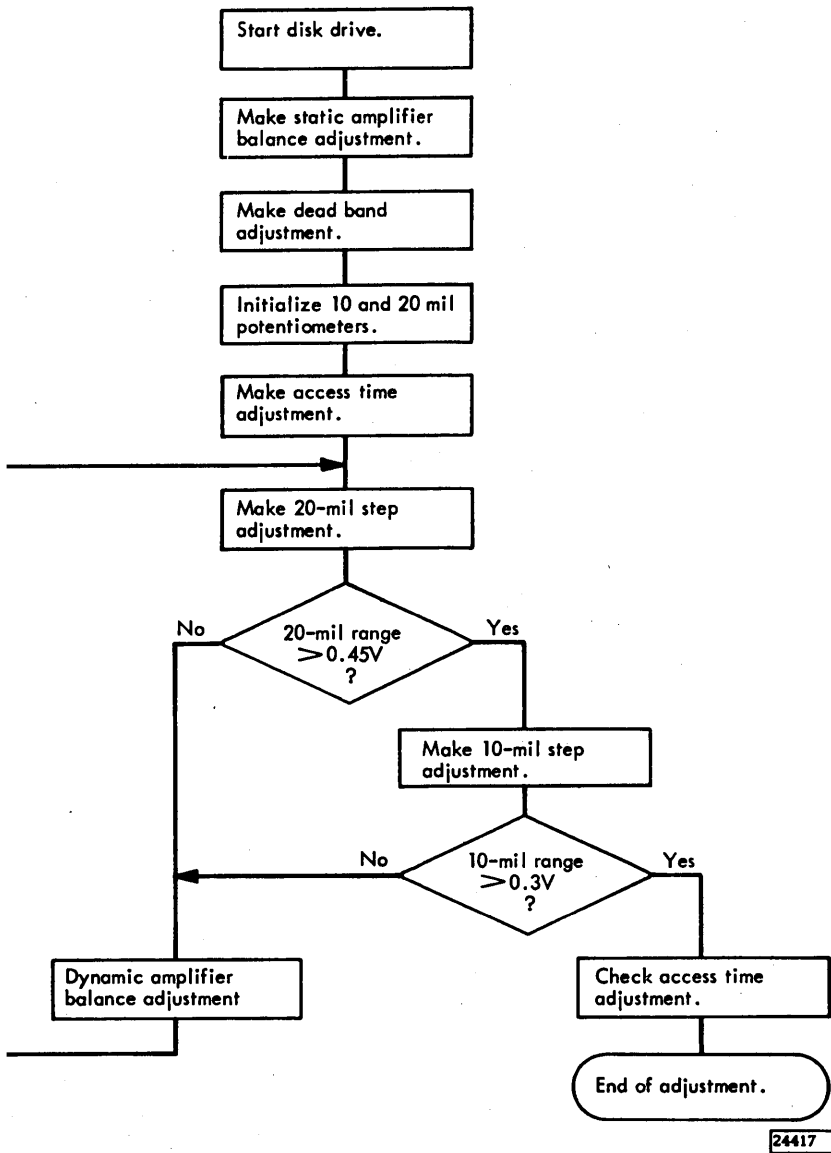 Start disk drive.
Make static amplifier
balance adjustment.
Make dead band
adjustment.
Initialize 10 and 20 mil
potentiometers.
Make access time
adjustment.
Make 20-mil step
adjustment.
No
20-mil range
>0.45V
?
Yes
Make 10-mil step
adjustment.
No
10-mil range
>0.3V
?
Yes
Dynamic amplifier
balance adjustment
Check access time
adjustment.
End of adjustment.
24417